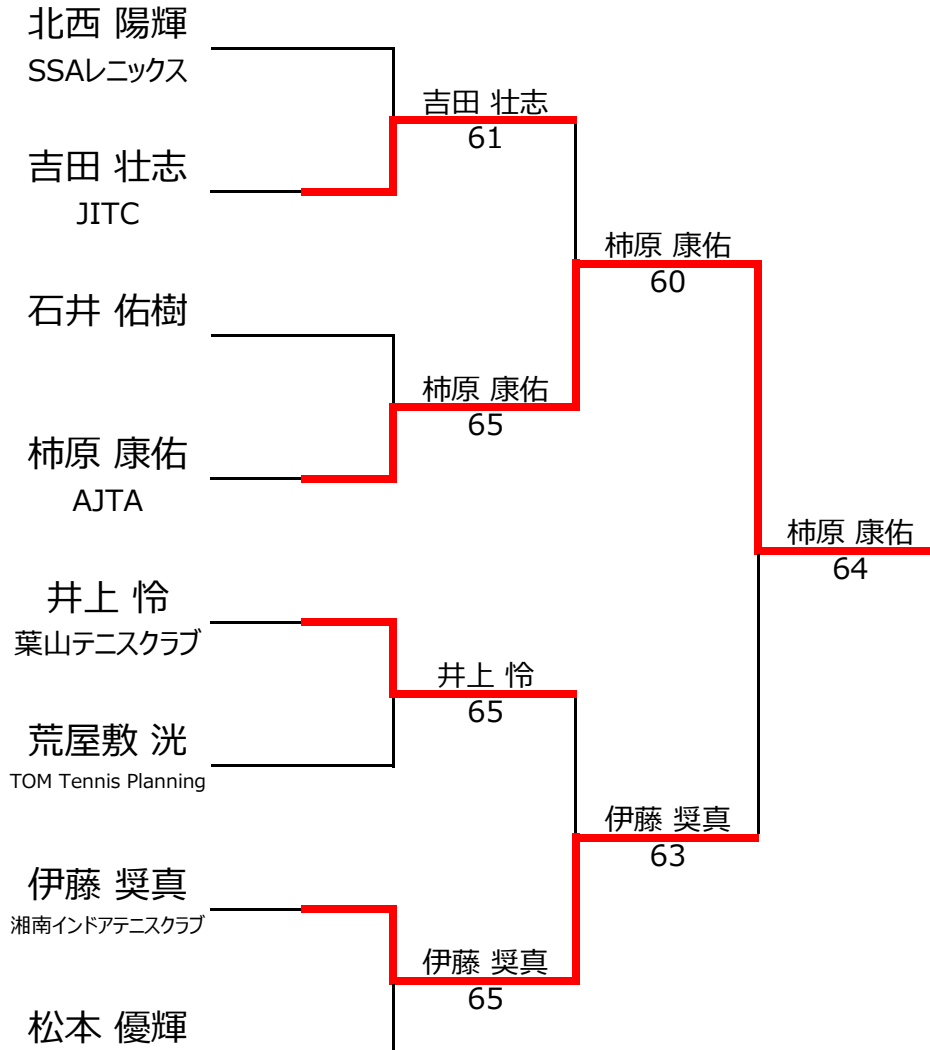 北西 陽輝
SSAレニックス
吉田 壮志
61
吉田 壮志
JITC
柿原 康佑
60
石井 佑樹
柿原 康佑
65
柿原 康佑
AJTA
柿原 康佑
64
井上 怜
葉山テニスクラブ
井上 怜
65
荒屋敷 洸
TOM Tennis Planning
伊藤 奨真
63
伊藤 奨真
湘南インドアテニスクラブ
伊藤 奨真
65
松本 優輝